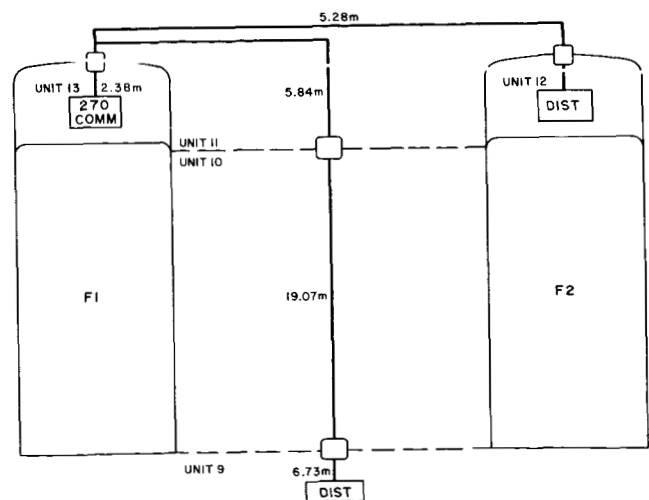 5.28m
UNIT 13
2.38m
270
COMM
5.84m
UNIT 12
DIST
UNIT 11
UNIT 10
F1
19.07m
F2
UNIT 9
6.73m
DIST